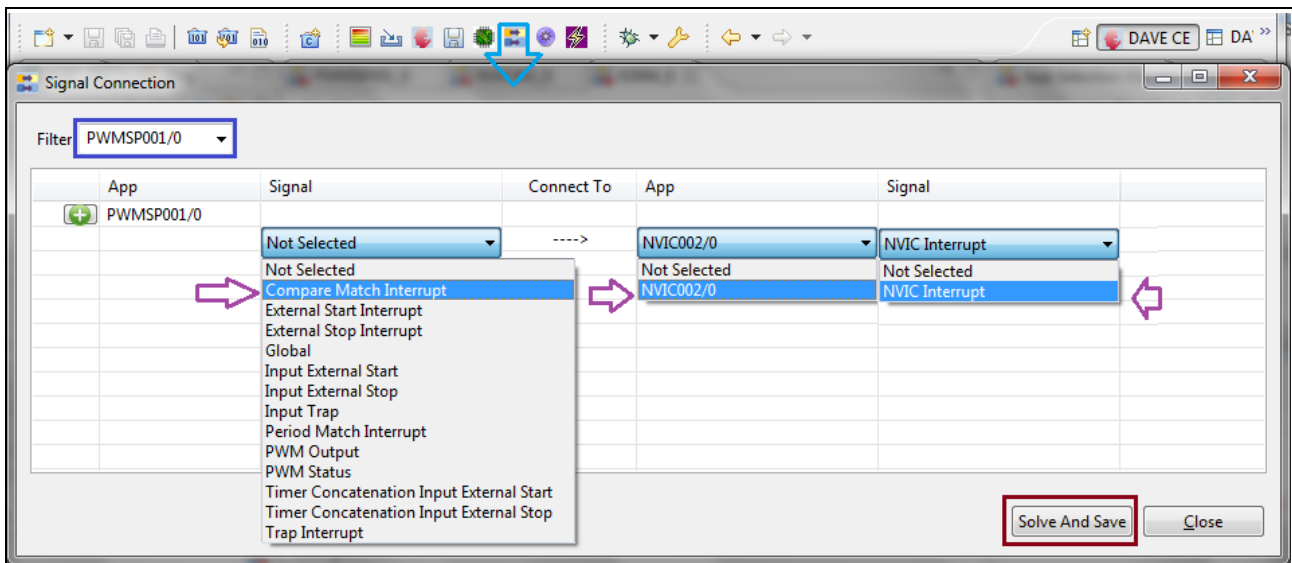 DAVE CE DA' »
Signal Connection
Filter PWMSP001/0
App Signal Connect To App Signal
PWMSP001/0
Not Selected ----> NVIC002/0 NVIC Interrupt
Not Selected Not Selected Not Selected
Compare Match Interrupt NVIC002/0 NVIC Interrupt
External Start Interrupt
External Stop Interrupt
Global
Input External Start
Input External Stop
Input Trap
Period Match Interrupt
PWM Output
PWM Status
Timer Concatenation Input External Start
Timer Concatenation Input External Stop
Trap Interrupt
Solve And Save Close